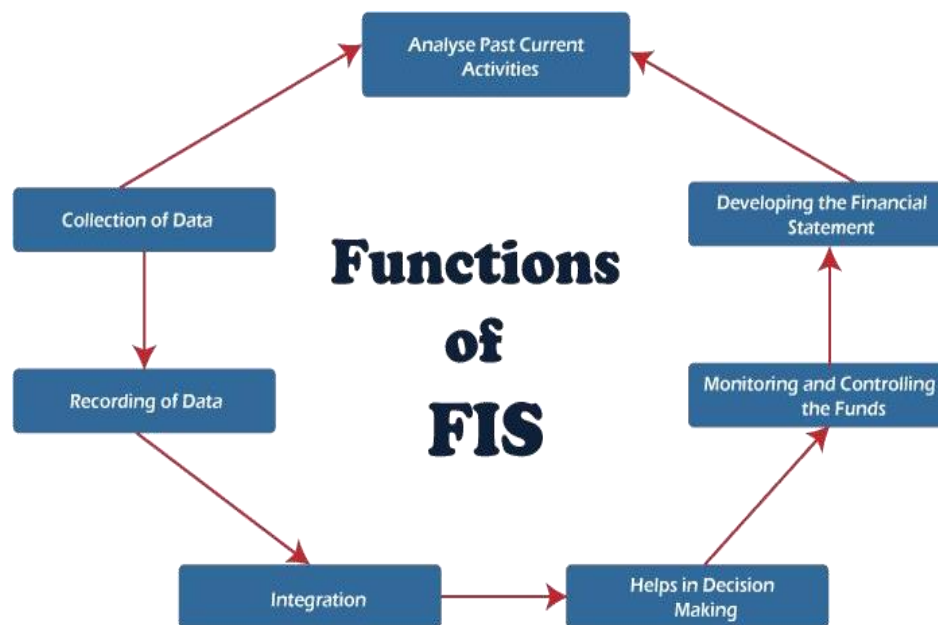 Analyse Past Current
Activities
Collection of Data
Developing the Financial
Statement
Functions
of
FIS
Recording of Data
Monitoring and Controlling
the Funds
Integration
Helps in Decision
Making